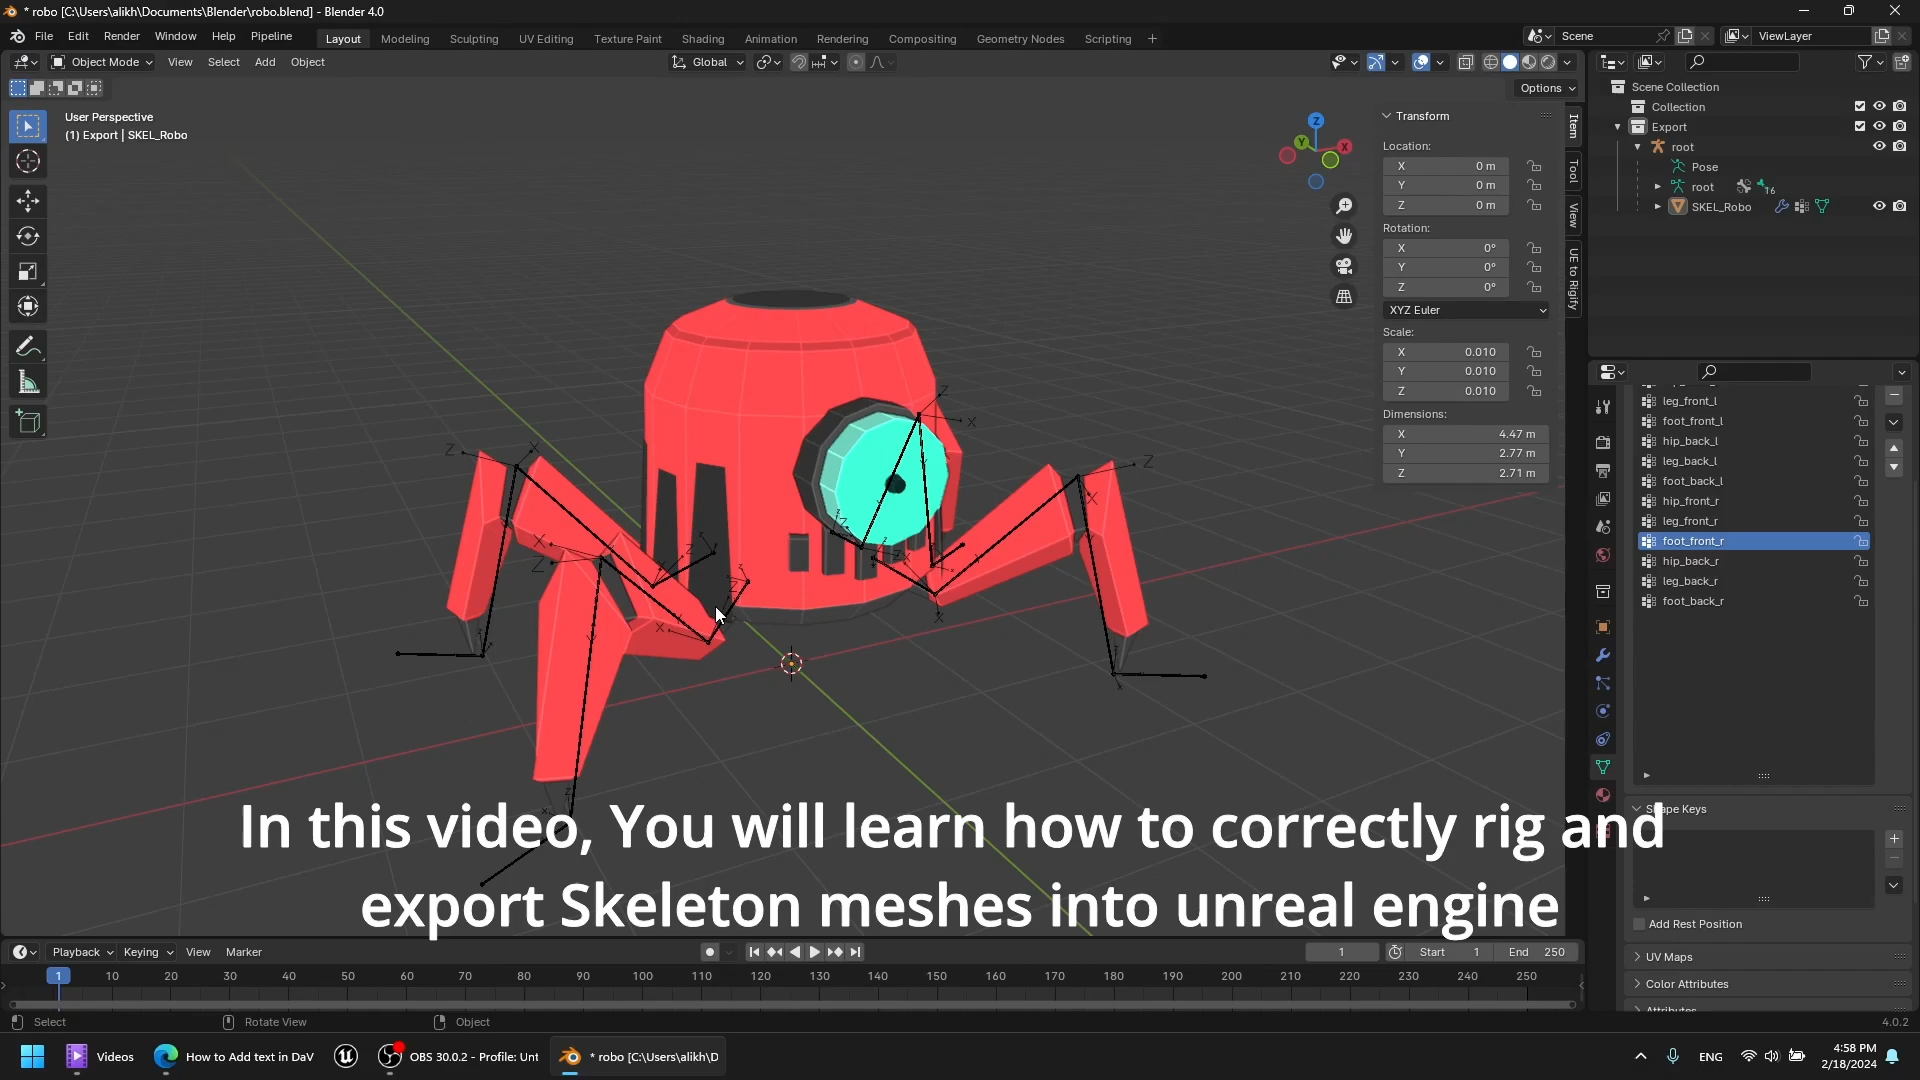 * robo [C:\Users\alikh\Documents\Blender\robo.blend] - Blender 4.0
File Edit Render Window Help Pipeline
Layout Modeling Sculpting UV Editing Texture Paint Shading Animation Rendering Compositing Geometry Nodes Scripting +
Scene
ViewLayer
Object Mode View Select Add Object
Global
Options
User Perspective
(1) Export | SKEL_Robo
Transform
Location:
X 0 m
Y 0 m
Z 0 m
Rotation:
X 0°
Y 0°
Z 0°
XYZ Euler
Scale:
X 0.010
Y 0.010
Z 0.010
Dimensions:
X 4.47 m
Y 2.77 m
Z 2.71 m
Item
Tool
View
UE to Rigify
Scene Collection
Collection
Export
root
Pose
root 16
SKEL_Robo
leg_front_l
foot_front_l
hip_back_l
leg_back_l
foot_back_l
hip_front_r
leg_front_r
foot_front_r
hip_back_r
leg_back_r
foot_back_r
Shape Keys
Add Rest Position
UV Maps
Color Attributes
Attributes
In this video, You will learn how to correctly rig and
export Skeleton meshes into unreal engine
Playback Keying View Marker
1 Start 1 End 250
1 10 20 30 40 50 60 70 80 90 100 110 120 130 140 150 160 170 180 190 200 210 220 230 240 250
Select Rotate View Object
4.0.2
Videos
How to Add text in DaV
OBS 30.0.2 - Profile: Unt
* robo [C:\Users\alikh\D
ENG
4:58 PM
2/18/2024